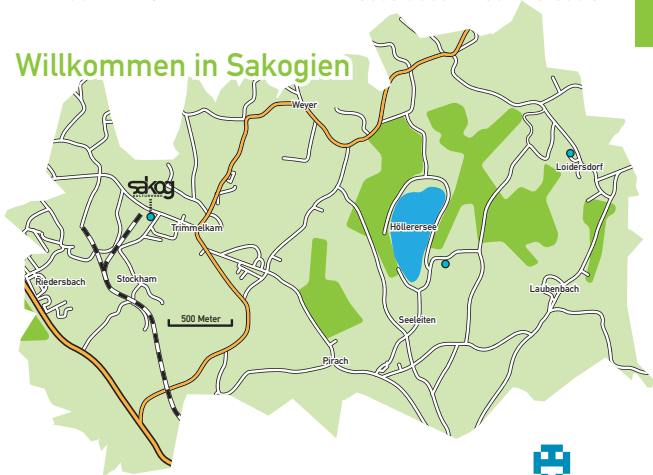 Willkommen in Sakogien
Weyer
Loidersdorf
sakog
Trimmelkam
Höllerersee
Riedersbach
Stockham
Laubenbach
500 Meter
Seeleiten
Pirach